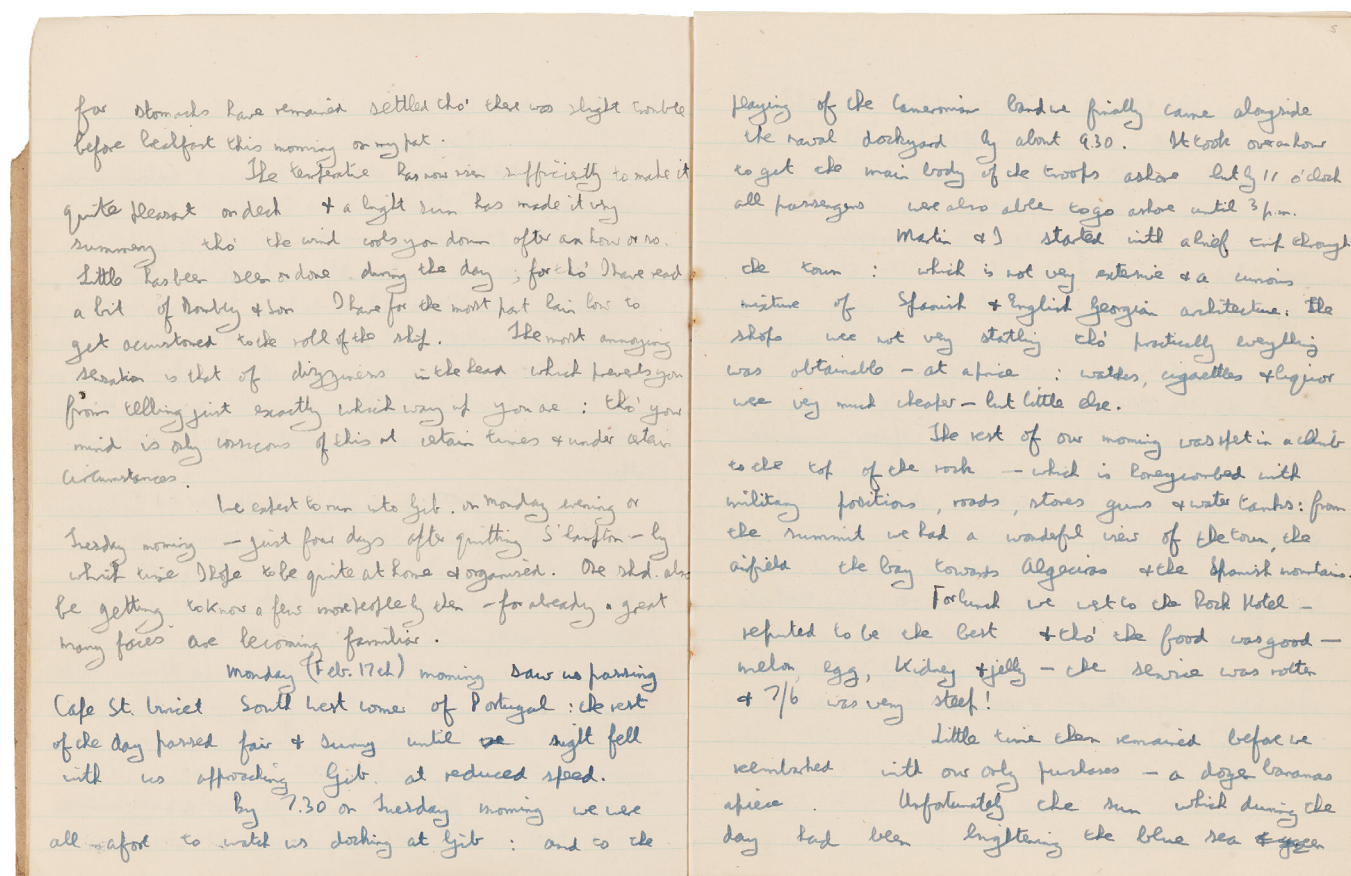 far stomachs have remained settled tho' there was slight trouble
before breakfast this morning on my part.
The temperature has now risen sufficiently to make it
quite pleasant on deck & a bright sun has made it very
summery tho' the wind cools you down after an hour or so.
Little has been seen or done during the day ; for tho' I have read
a bit of Dombey & Son I have for the most part lain low to
get accustomed to the roll of the ship. The most annoying
sensation is that of dizziness in the head which prevents you
from telling just exactly which way up you are : tho' your
mind is only conscious of this at certain times & under certain
circumstances.
We expect to run into Gib. on Monday evening or
Tuesday morning – just four days after quitting S'hampton – by
which time I hope to be quite at home & organised. One shd. also
be getting to know a few more people by then – for already a great
many faces are becoming familiar.
Monday (Feb. 17th) morning saw us passing
Cape St. Vincent South West corner of Portugal : the rest
of the day passed fair & sunny until night fell
with us approaching Gib. at reduced speed.
By 7.30 on Tuesday morning we were
all afore to watch us docking at Gib : and to the
5
playing of the Cameronian band we finally came alongside
the naval dockyard by about 9.30. It took over an hour
to get the main body of the troops ashore but by 11 o'clock
all passengers were also able to go ashore until 3 p.m.
Martin & I started with a brief trip through
the town : which is not very extensive & a curious
mixture of Spanish & English Georgian architecture. The
shops were not very startling tho' practically everything
was obtainable – at a price : watches, cigarettes & liquor
were very much cheaper – but little else.
The rest of our morning was spent in a climb
to the top of the rock – which is honeycombed with
military positions, roads, stores guns & water tanks : from
the summit we had a wonderful view of the town, the
airfield the bay towards Algeciras & the Spanish mountains.
For lunch we went to the Rock Hotel –
reputed to be the best & tho' the food was good –
melon, egg, kidney & jelly – the service was rotten
& 7/6 was very steep!
Little time then remained before we
reembarked with our only purchases – a dozen bananas
apiece. Unfortunately the sun which during the
day had been brightening the blue sea